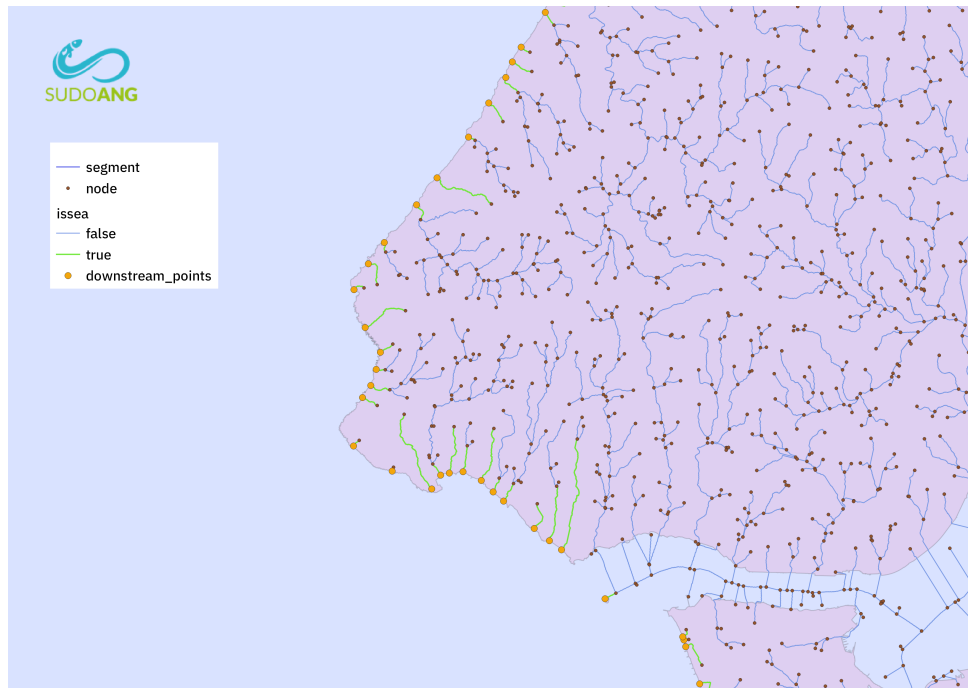 SUDOANG
segment
node
issea
false
true
downstream_points